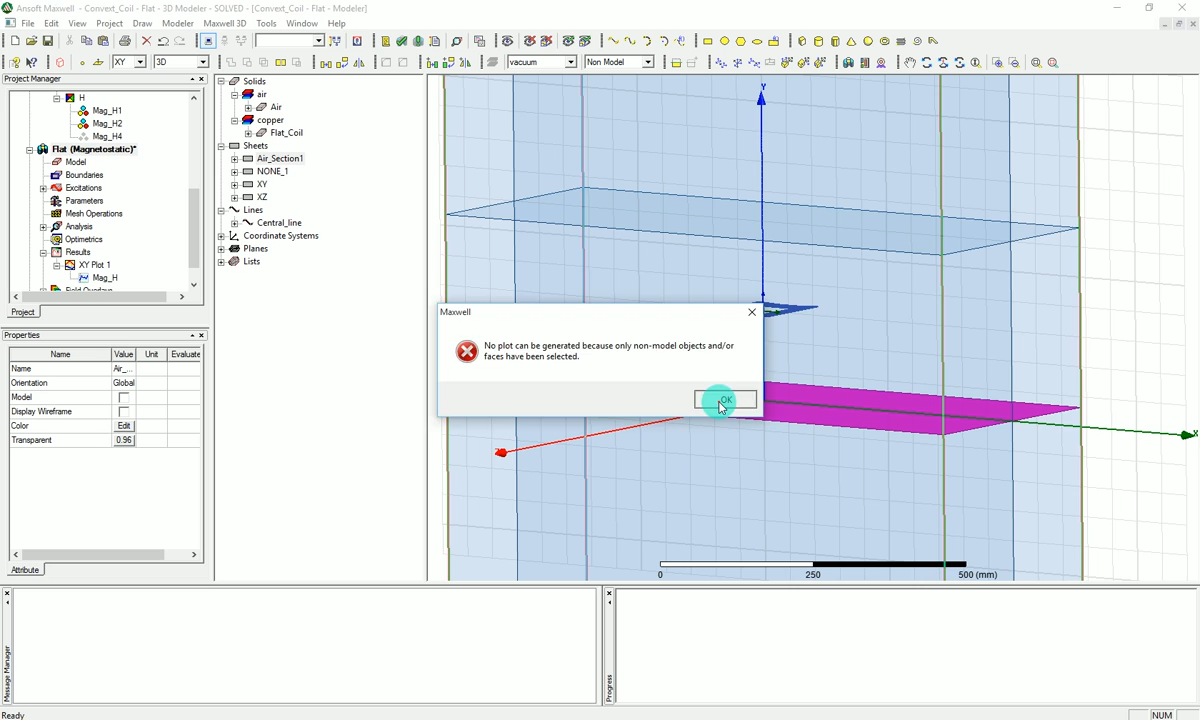 Ansoft Maxwell - Convext_Coil - Flat - 3D Modeler - SOLVED - [Convext_Coil - Flat - Modeler]
File Edit View Project Draw Modeler Maxwell 3D Tools Window Help
XY 3D vacuum Non Model
Project Manager
H
Mag_H1
Mag_H2
Mag_H4
Flat (Magnetostatic)*
Model
Boundaries
Excitations
Parameters
Mesh Operations
Analysis
Optimetrics
Results
XY Plot 1
Mag_H
Project
Solids
air
Air
copper
Flat_Coil
Sheets
Air_Section1
NONE_1
XY
XZ
Lines
Central_line
Coordinate Systems
Planes
Lists
Properties
Name Value Unit Evaluate
Name Air_...
Orientation Global
Model
Display Wireframe
Color Edit
Transparent 0.96
Attribute
Y
Maxwell
No plot can be generated because only non-model objects and/or
faces have been selected.
OK
X
0 250 500 (mm)
Message Manager
Progress
Ready
NUM